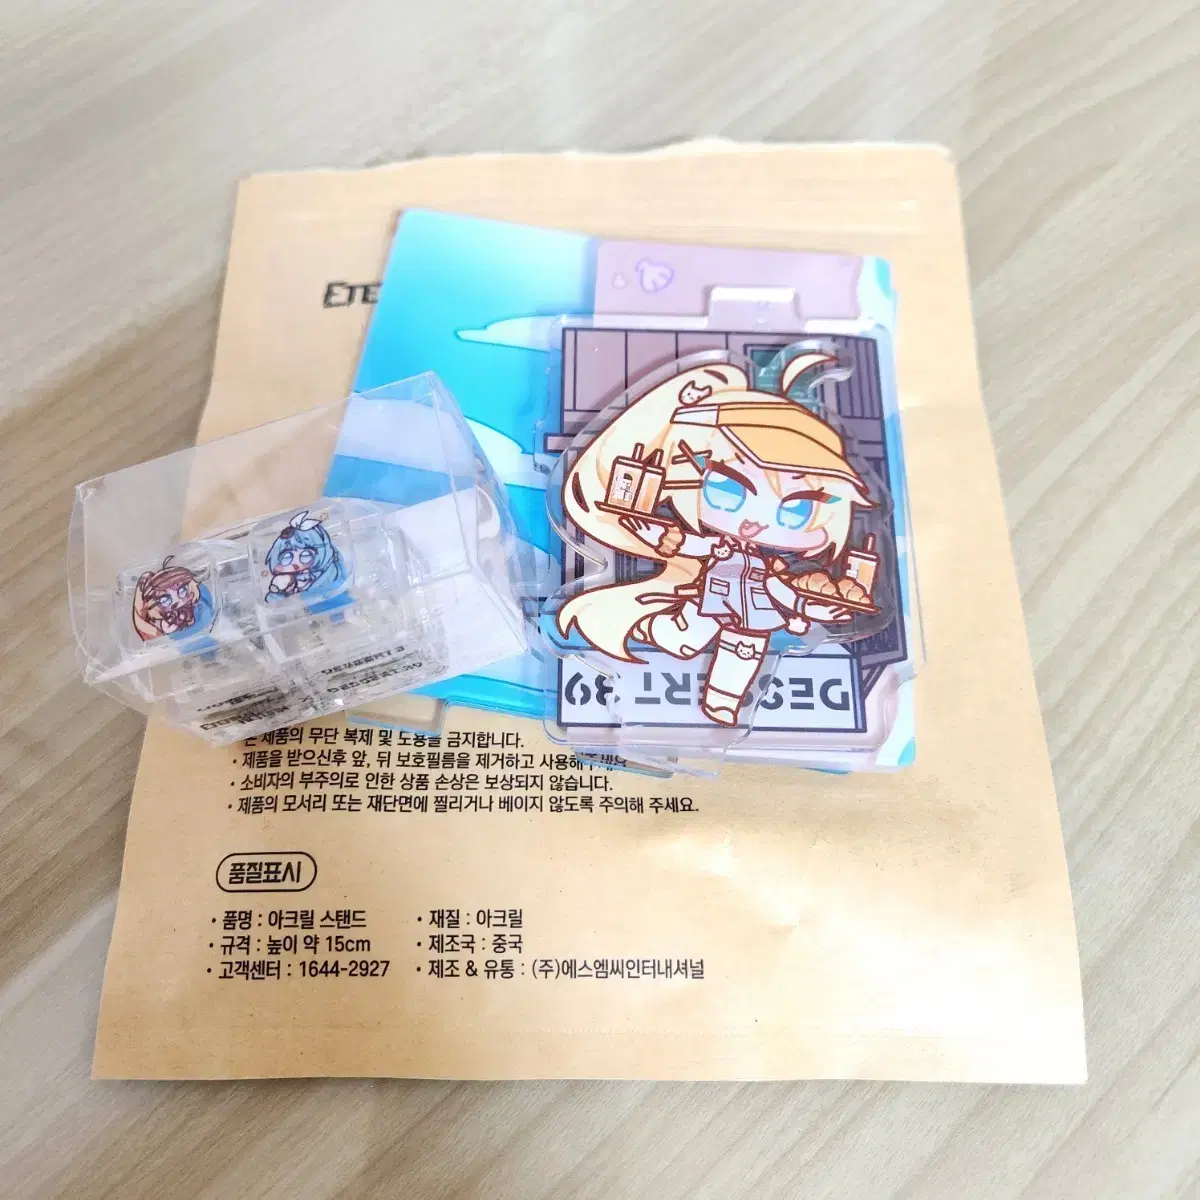 ETE
제품의 무단 복제 및 도용을 금지합니다.
· 제품을 받으신후 앞, 뒤 보호필름을 제거하고 사용해주세요
· 소비자의 부주의로 인한 상품 손상은 보상되지 않습니다.
· 제품의 모서리 또는 재단면에 찔리거나 베이지 않도록 주의해 주세요.
품질표시
· 품명 : 아크릴 스탠드
· 재질 : 아크릴
· 규격 : 높이 약 15cm
· 제조국 : 중국
· 고객센터 : 1644-2927
· 제조 & 유통 : (주)에스엠씨인터내셔널
DESSERT 39